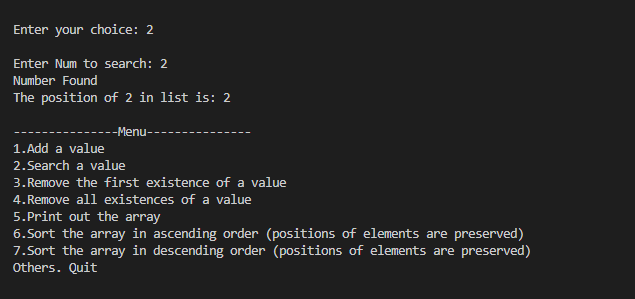 Enter your choice: 2
Enter Num to search: 2
Number Found
The position of 2 in list is: 2
---------------Menu---------------
1.Add a value
2.Search a value
3.Remove the first existence of a value
4.Remove all existences of a value
5.Print out the array
6.Sort the array in ascending order (positions of elements are preserved)
7.Sort the array in descending order (positions of elements are preserved)
Others. Quit